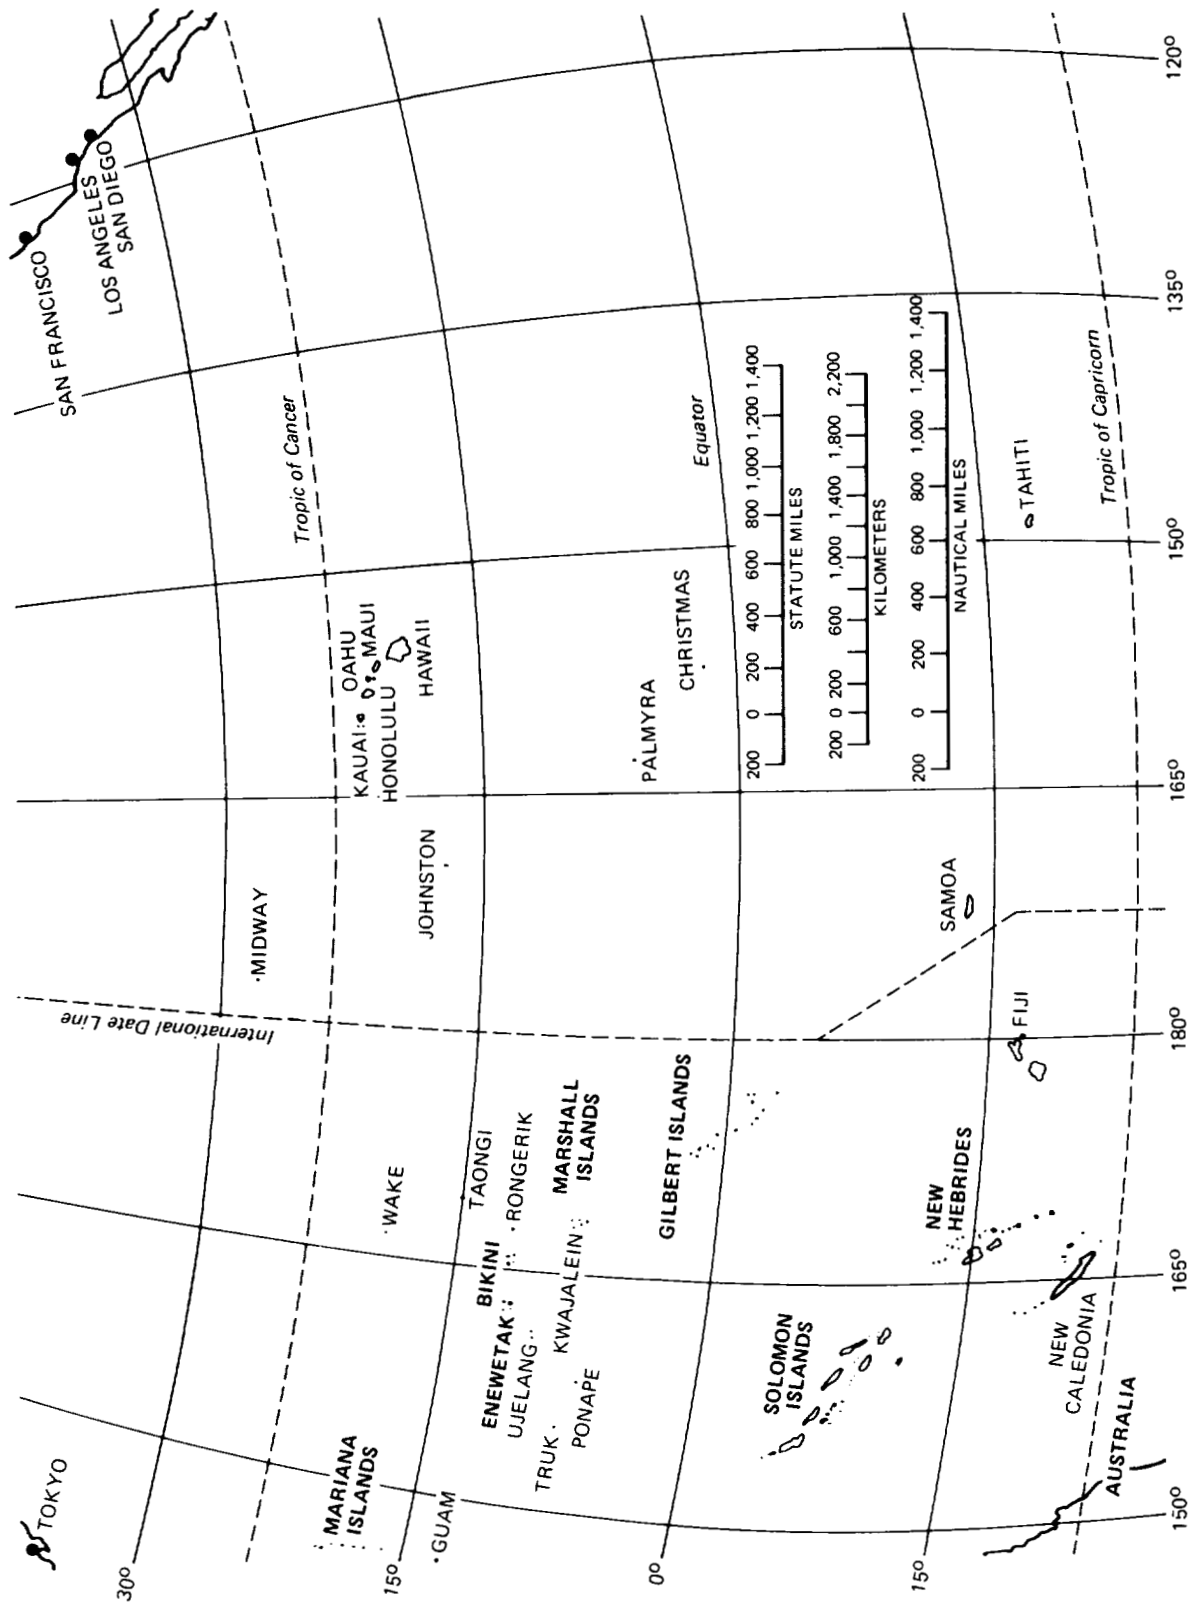 TOKYO
SAN FRANCISCO
LOS ANGELES
SAN DIEGO
30°
International Date Line
•MIDWAY
Tropic of Cancer
MARIANA
ISLANDS
•WAKE
KAUAI
OAHU
MAUI
HONOLULU
HAWAII
JOHNSTON
15°
•GUAM
TAONGI
BIKINI
RONGERIK
ENEWETAK
UJELANG
KWAJALEIN
MARSHALL
ISLANDS
TRUK
PONAPE
PALMYRA
CHRISTMAS
GILBERT ISLANDS
Equator
0°
200 0 200 400 600 800 1,000 1,200 1,400
STATUTE MILES
SOLOMON
ISLANDS
200 0 200 600 1,000 1,400 1,800 2,200
KILOMETERS
200 0 200 400 600 800 1,000 1,200 1,400
NAUTICAL MILES
15°
NEW
HEBRIDES
SAMOA
FIJI
TAHITI
NEW
CALEDONIA
Tropic of Capricorn
AUSTRALIA
150° 165° 180° 165° 150° 135° 120°